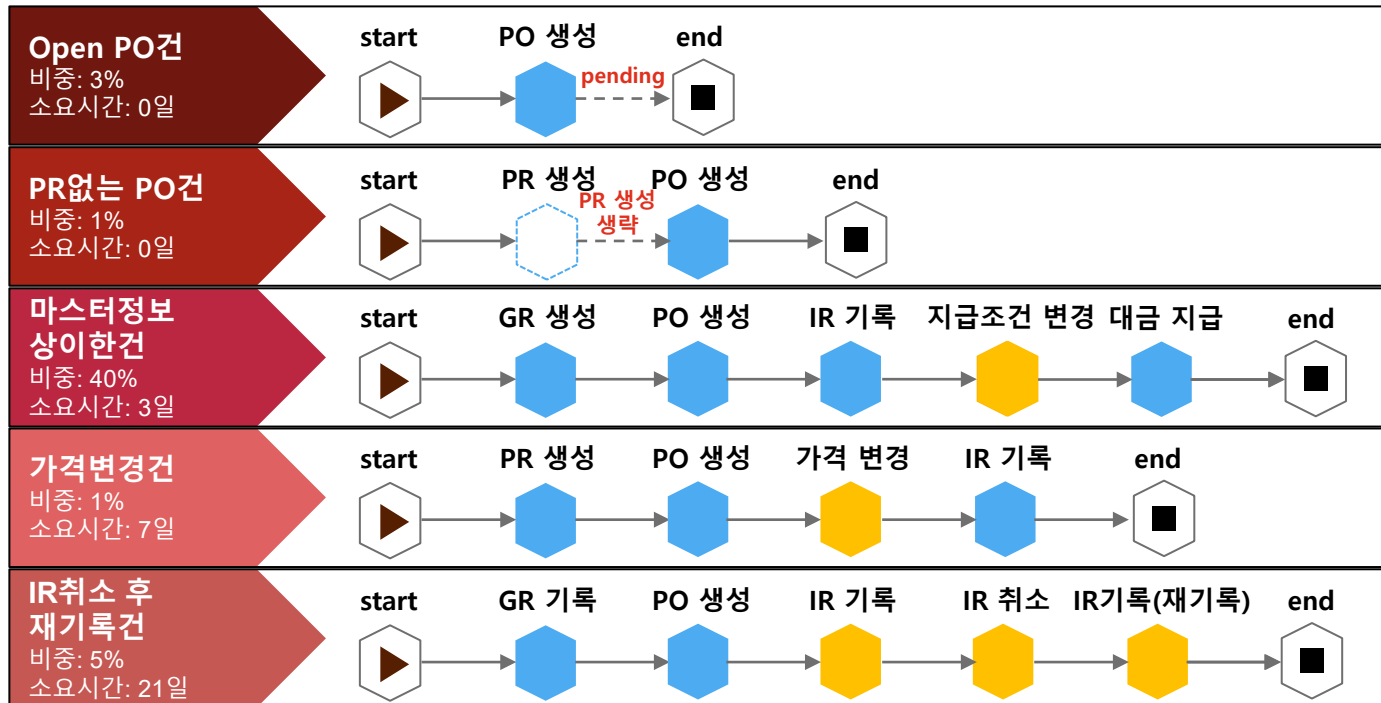 Open PO건
비중: 3%
소요시간: 0일
start
PO 생성
end
pending
PR없는 PO건
비중: 1%
소요시간: 0일
start
PR 생성
PO 생성
end
PR 생성
생략
마스터정보
상이한건
비중: 40%
소요시간: 3일
start
GR 생성
PO 생성
IR 기록
지급조건 변경
대금 지급
end
가격변경건
비중: 1%
소요시간: 7일
start
PR 생성
PO 생성
가격 변경
IR 기록
end
IR취소 후
재기록건
비중: 5%
소요시간: 21일
start
GR 기록
PO 생성
IR 기록
IR 취소
IR기록(재기록)
end